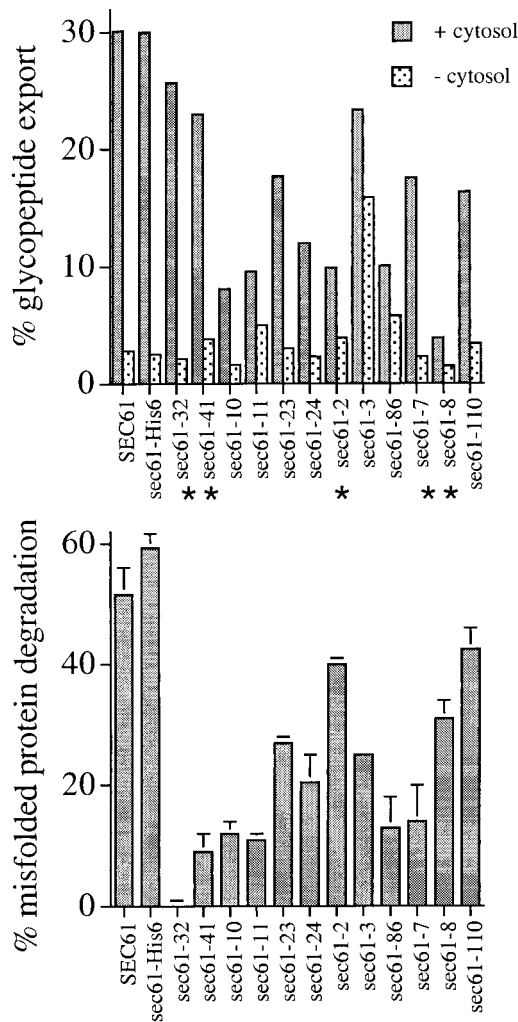 % glycopeptide export
30
20
10
0
+ cytosol
- cytosol
SEC61
sec61-His6
sec61-32
sec61-41
sec61-10
sec61-11
sec61-23
sec61-24
sec61-2
sec61-3
sec61-86
sec61-7
sec61-8
sec61-110
* * * * *
% misfolded protein degradation
60
40
20
0
SEC61
sec61-His6
sec61-32
sec61-41
sec61-10
sec61-11
sec61-23
sec61-24
sec61-2
sec61-3
sec61-86
sec61-7
sec61-8
sec61-110